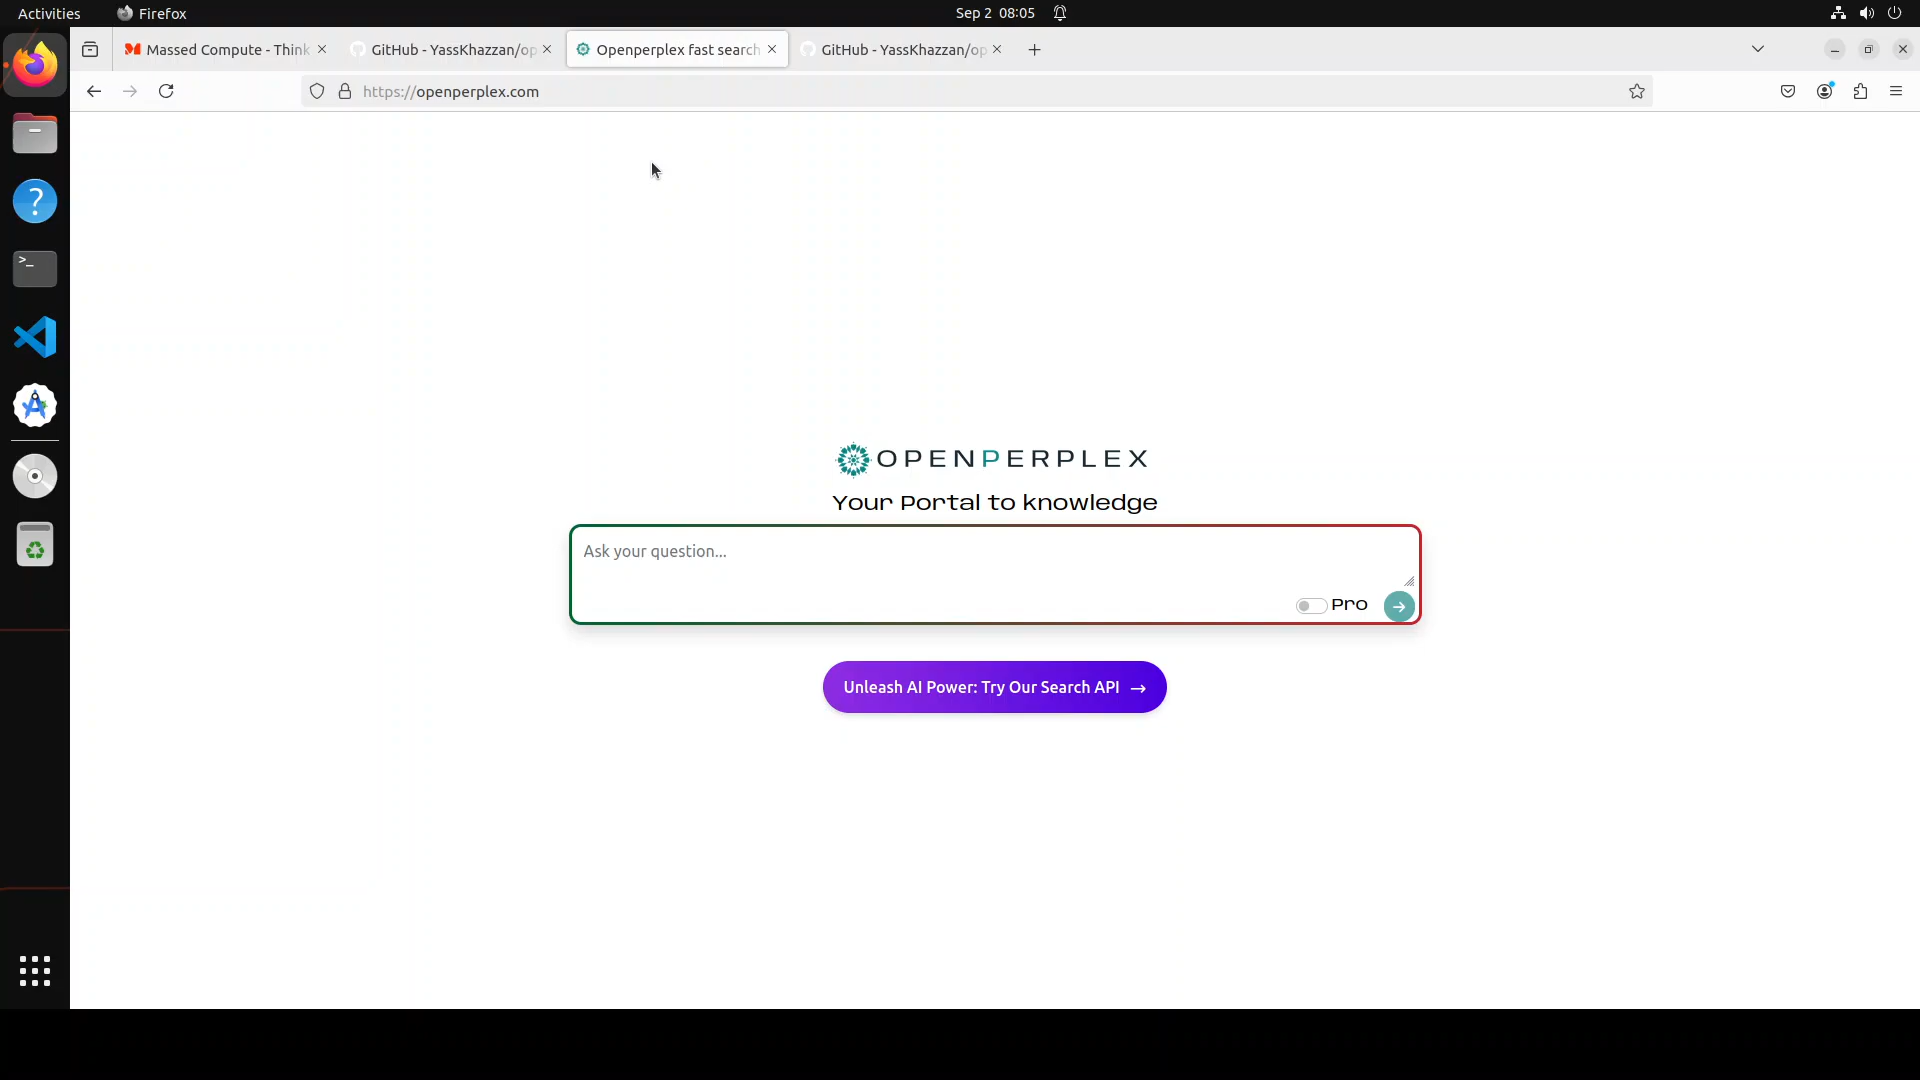 Activities
Firefox
Sep 2 08:05
Massed Compute - Think
GitHub - YassKhazzan/op
Openperplex fast search
GitHub - YassKhazzan/op
https://openperplex.com
OPENPERPLEX
Your Portal to knowledge
Ask your question...
Pro
Unleash AI Power: Try Our Search API →